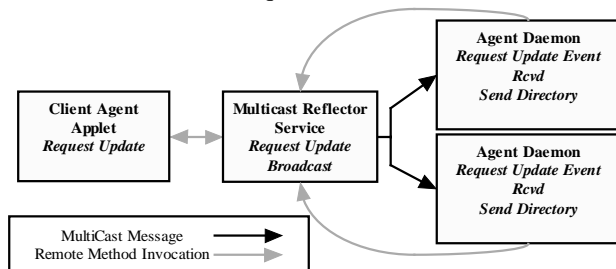 Agent Daemon
Request Update Event
Rcvd
Send Directory
Client Agent
Applet
Request Update
Multicast Reflector
Service
Request Update
Broadcast
Agent Daemon
Request Update Event
Rcvd
Send Directory
MultiCast Message
Remote Method Invocation